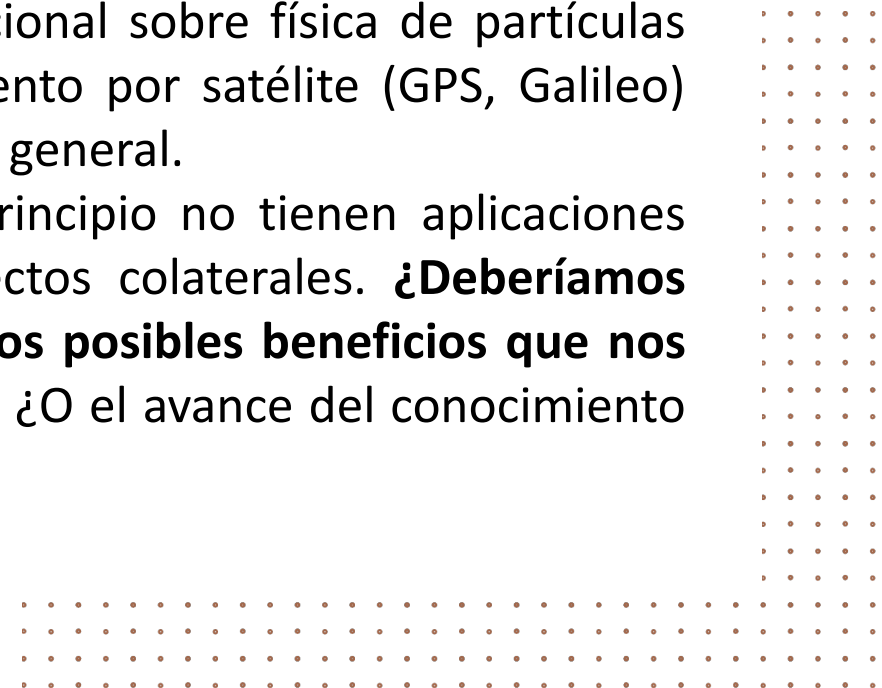 cional sobre física de partículas
ento por satélite (GPS, Galileo)
general.
rincipio no tienen aplicaciones
ectos colaterales. ¿Deberíamos
os posibles beneficios que nos
¿O el avance del conocimiento